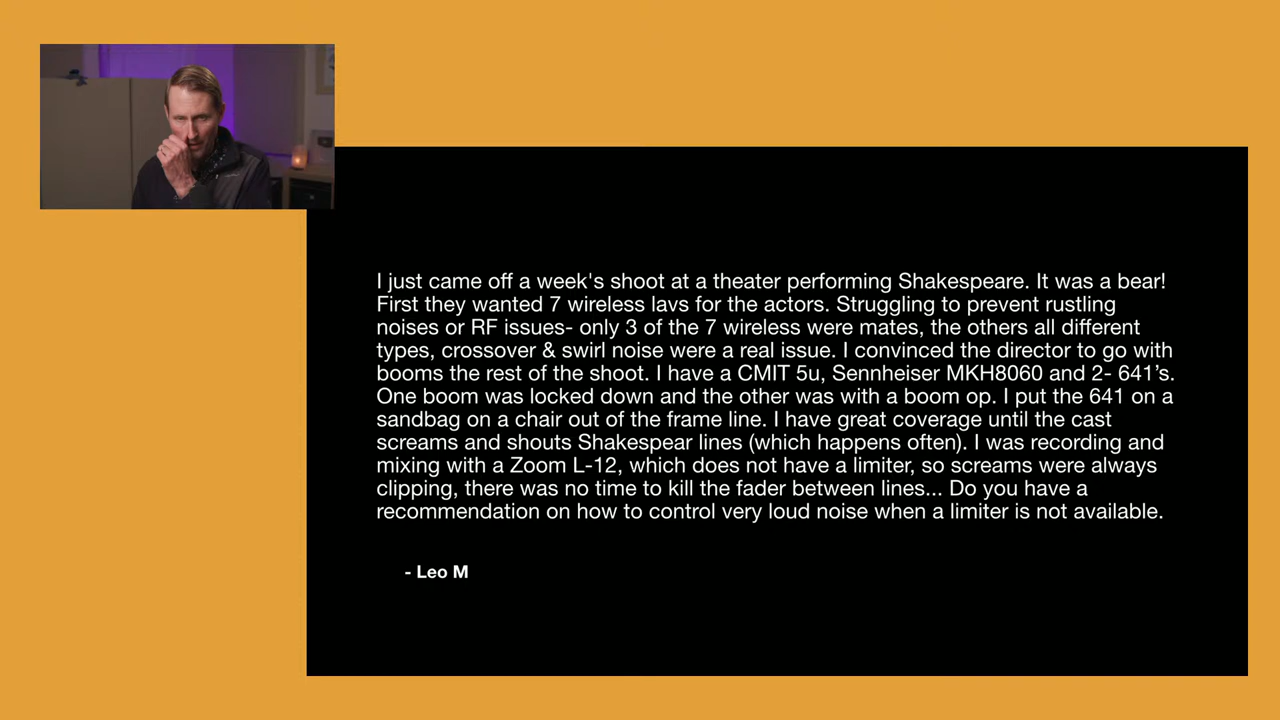 I just came off a week's shoot at a theater performing Shakespeare. It was a bear!
First they wanted 7 wireless lavs for the actors. Struggling to prevent rustling
noises or RF issues- only 3 of the 7 wireless were mates, the others all different
types, crossover & swirl noise were a real issue. I convinced the director to go with
booms the rest of the shoot. I have a CMIT 5u, Sennheiser MKH8060 and 2- 641’s.
One boom was locked down and the other was with a boom op. I put the 641 on a
sandbag on a chair out of the frame line. I have great coverage until the cast
screams and shouts Shakespear lines (which happens often). I was recording and
mixing with a Zoom L-12, which does not have a limiter, so screams were always
clipping, there was no time to kill the fader between lines... Do you have a
recommendation on how to control very loud noise when a limiter is not available.
- Leo M